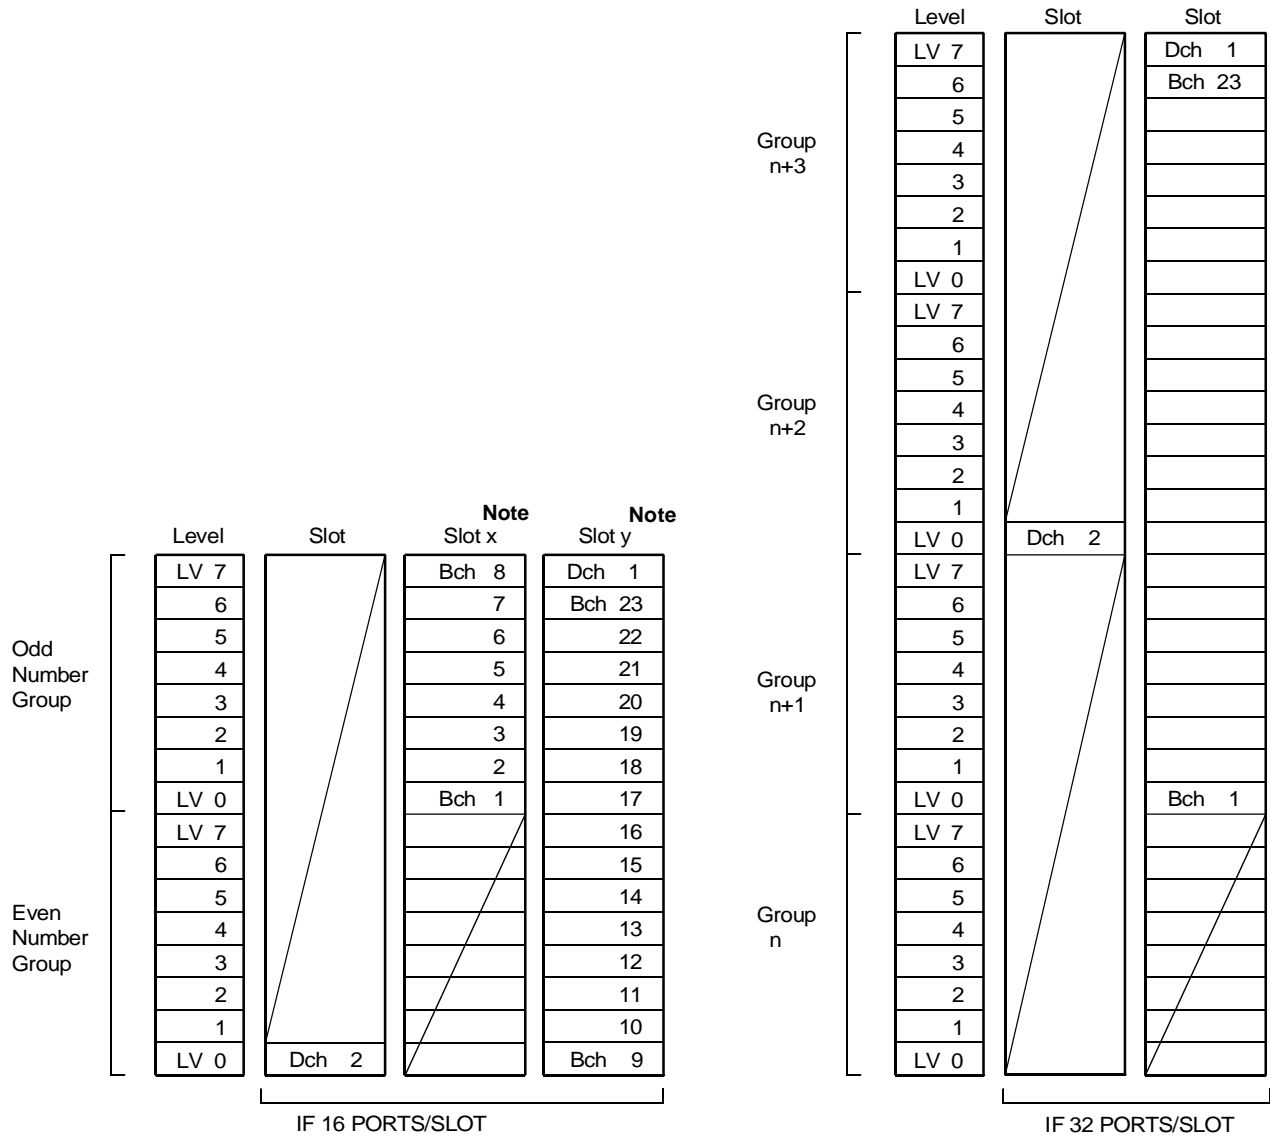 Level Slot Slot
LV 7 Dch 1
6 Bch 23
5
Group 4
n+3 3
2
1
LV 0
LV 7
6
5
Group 4
n+2 3
2
Note Note 1
Level Slot Slot x Slot y LV 0 Dch 2
LV 7 Bch 8 Dch 1 LV 7
6 7 Bch 23 6
Odd 5 6 22 5
Number 4 5 21 Group 4
Group 3 4 20 n+1 3
2 3 19 2
1 2 18 1
LV 0 Bch 1 17 LV 0 Bch 1
LV 7 16 LV 7
6 15 6
5 14 5
Even 4 13 Group 4
Number 3 12 n 3
Group 2 11 2
1 10 1
LV 0 Dch 2 Bch 9 LV 0
IF 16 PORTS/SLOT IF 32 PORTS/SLOT